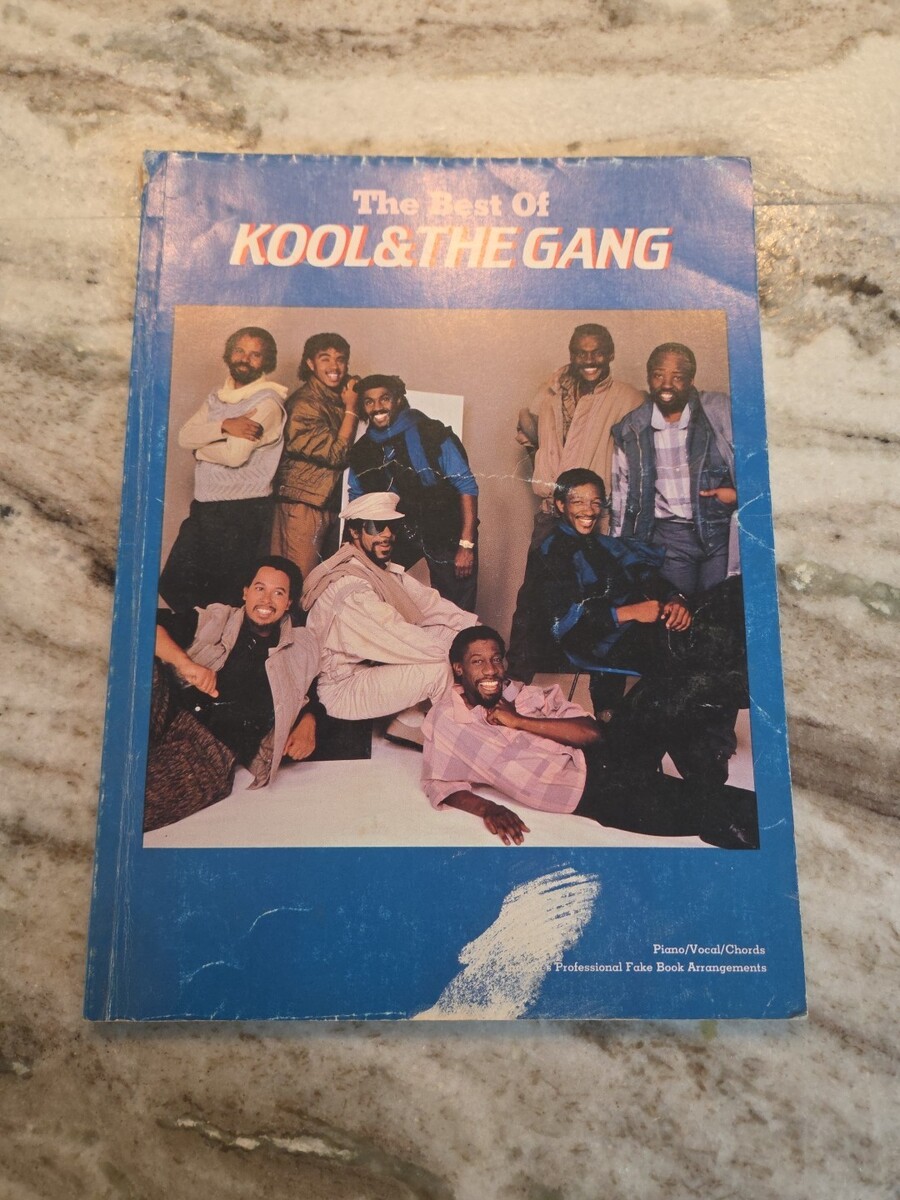 The Best Of
KOOL & THE GANG
Piano/Vocal/Chords
Professional Fake Book Arrangements